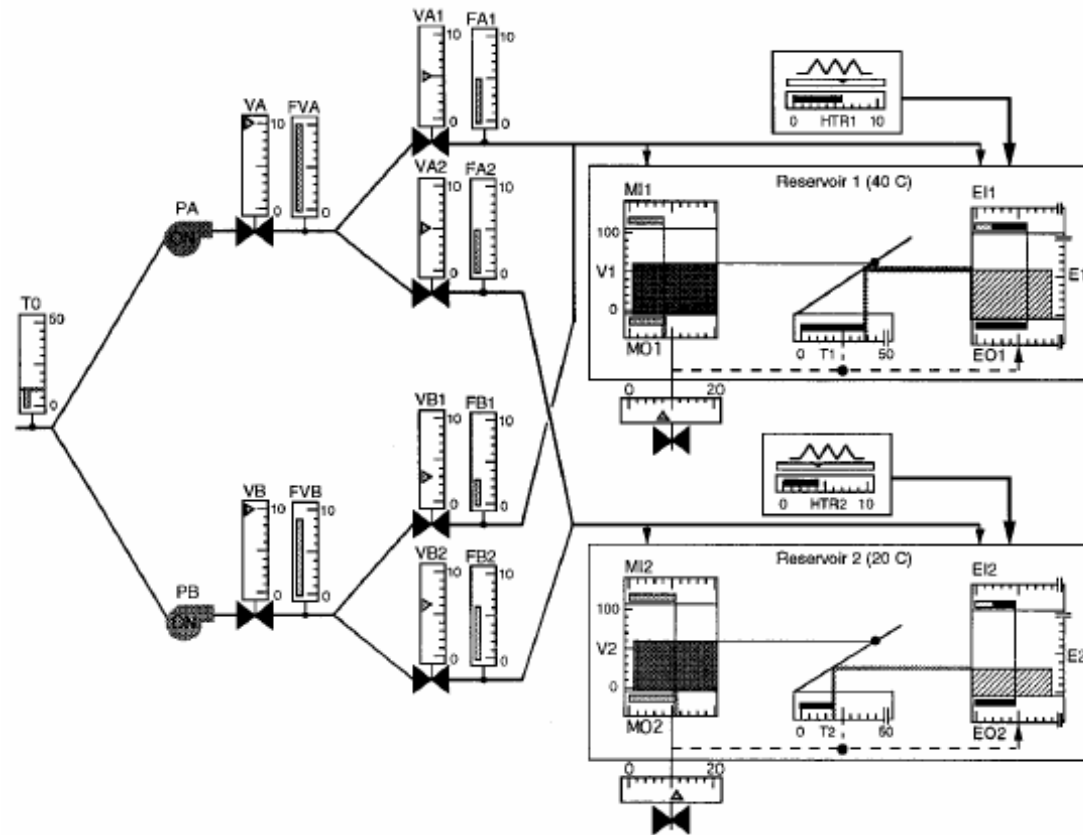 VA1 FA1
10 10
0 0
VA FVA
10 10
0 0
VA2 FA2
10 10
0 0
PA
ON
T0
50
0
VB1 FB1
10 10
0 0
VB FVB
10 10
0 0
VB2 FB2
10 10
0 0
PB
ON
0 HTR1 10
Reservoir 1 (40 C)
MI1
EI1
100
V1
0
E1
0 T1 50
MO1
EO1
0 20
0 HTR2 10
Reservoir 2 (20 C)
MI2
EI2
100
V2
0
E2
0 T2 50
MO2
EO2
0 20